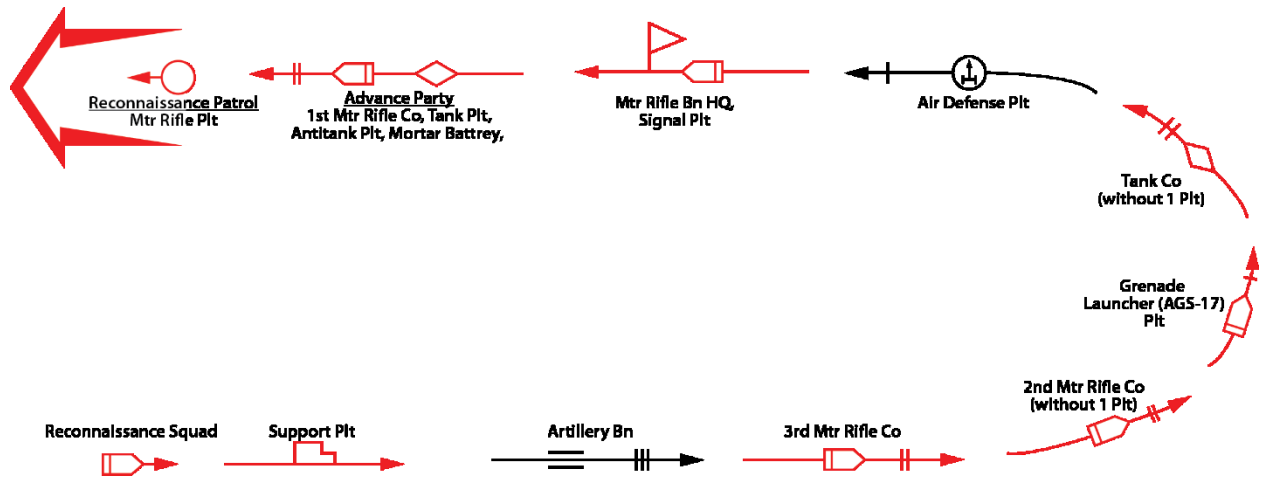 Reconnaissance Patrol
Mtr Rifle Plt
Advance Party
1st Mtr Rifle Co, Tank Plt,
Antitank Plt, Mortar Battrey,
Mtr Rifle Bn HQ,
Signal Plt
Air Defense Plt
Tank Co
(without 1 Plt)
Grenade
Launcher (AGS-17)
Plt
2nd Mtr Rifle Co
(without 1 Plt)
3rd Mtr Rifle Co
Artillery Bn
Support Plt
Reconnaissance Squad